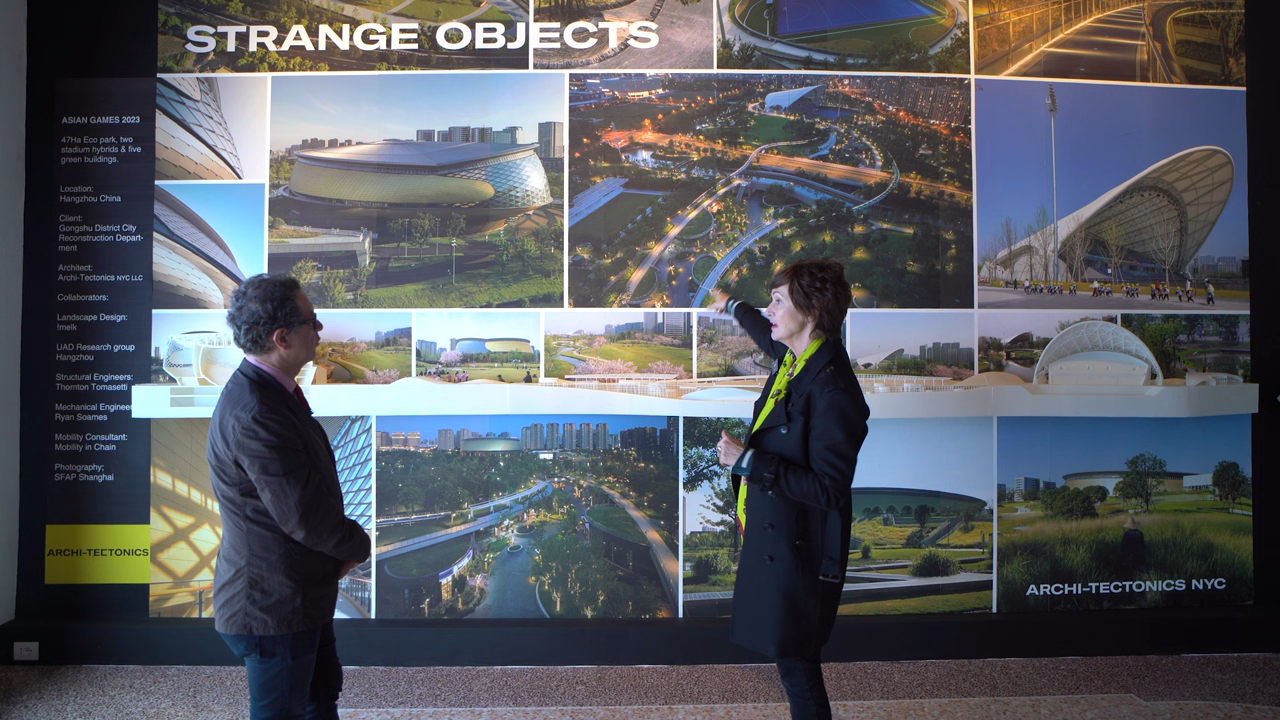 STRANGE OBJECTS
ASIAN GAMES 2023
47Ha Eco park, two
stadium hybrids & five
green buildings.
Location:
Hangzhou China
Client:
Gongshu District City
Reconstruction Depart-
ment
Architect:
Archi-Tectonics NYC LLC
Collaborators:
Landscape Design:
!melk
UAD Research group
Hangzhou
Structural Engineers:
Thornton Tomasetti
Mechanical Engineer
Ryan Soames
Mobility Consultant:
Mobility in Chain
Photography;
SFAP Shanghai
ARCHI-TECTONICS
ARCHI-TECTONICS NYC